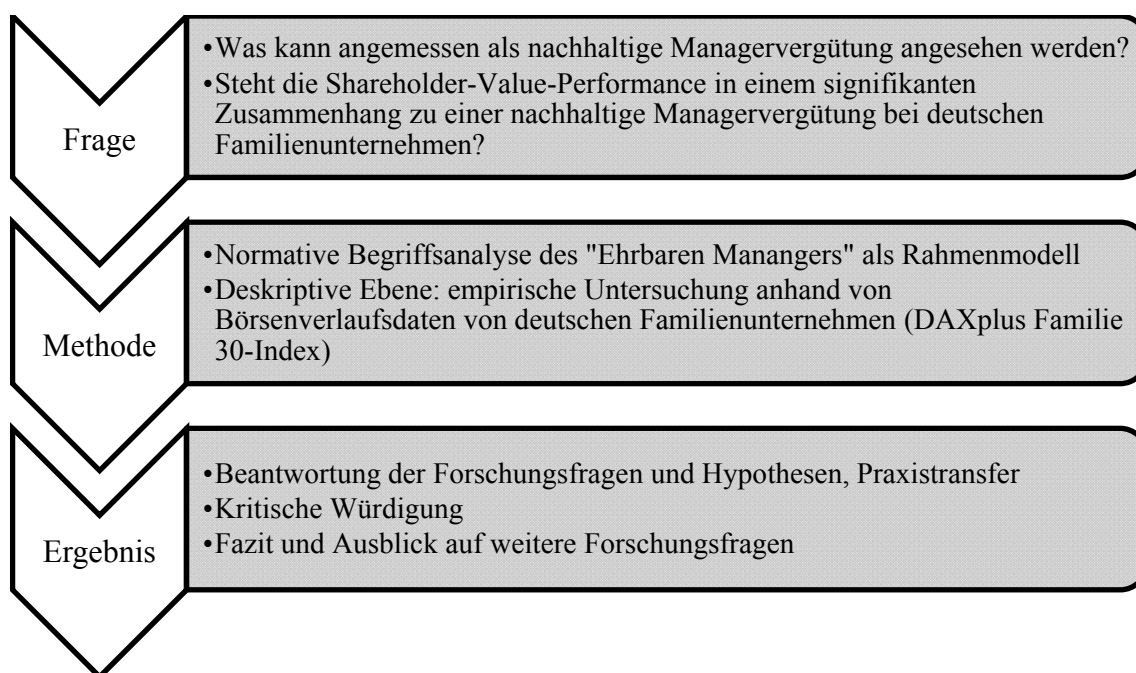 Frage
•Was kann angemessen als nachhaltige Managervergütung angesehen werden?
•Steht die Shareholder-Value-Performance in einem signifikanten
Zusammenhang zu einer nachhaltige Managervergütung bei deutschen
Familienunternehmen?
Methode
•Normative Begriffsanalyse des "Ehrbaren Manangers" als Rahmenmodell
•Deskriptive Ebene: empirische Untersuchung anhand von
Börsenverlaufsdaten von deutschen Familienunternehmen (DAXplus Familie
30-Index)
Ergebnis
•Beantwortung der Forschungsfragen und Hypothesen, Praxistransfer
•Kritische Würdigung
•Fazit und Ausblick auf weitere Forschungsfragen